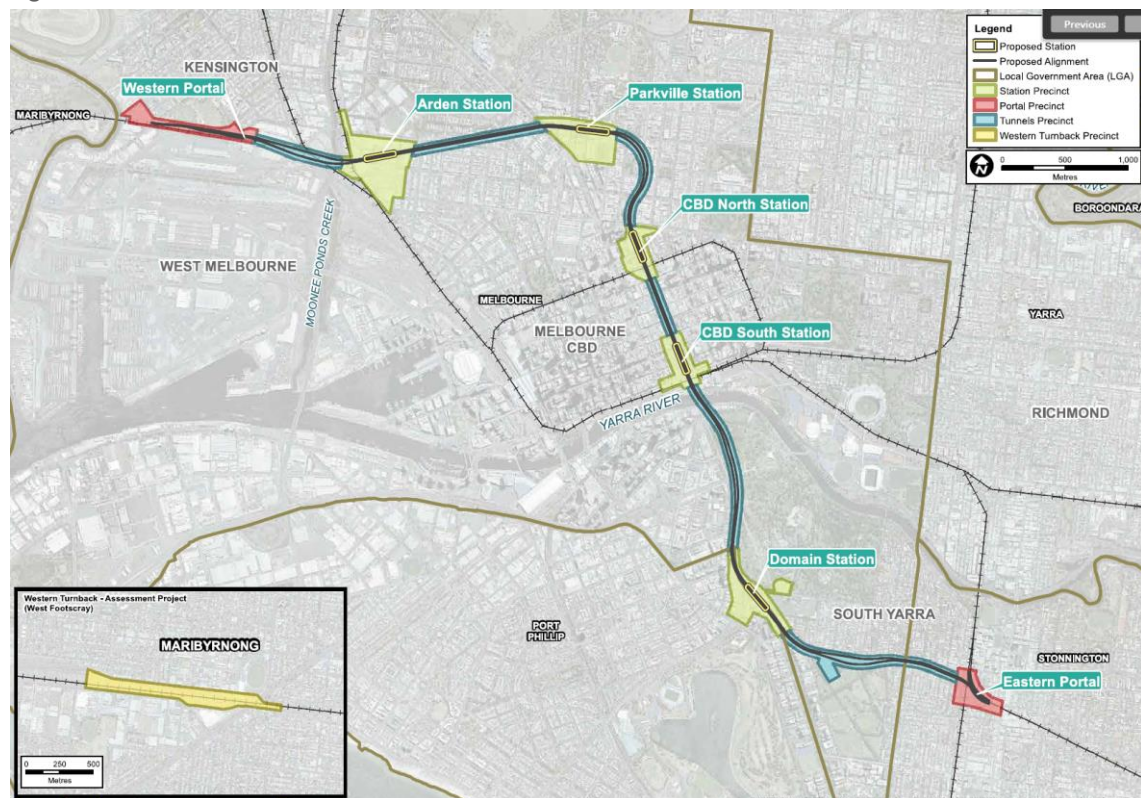 KENSINGTON
Western Portal
MARIBYRNONG
Arden Station
Parkville Station
CBD North Station
WEST MELBOURNE
MOONEE PONDS CREEK
MELBOURNE
MELBOURNE
CBD
CBD South Station
YARRA RIVER
YARRA
RICHMOND
BOROONDARA
Domain Station
SOUTH YARRA
PORT
PHILLIP
STONNINGTON
Eastern Portal
Legend
Proposed Station
Proposed Alignment
Local Government Area (LGA)
Station Precinct
Portal Precinct
Tunnels Precinct
Western Turnback Precinct
N
0 500 1,000
Metres
Previous
Western Turnback - Assessment Project
(West Footscray)
MARIBYRNONG
0 250 500
Metres